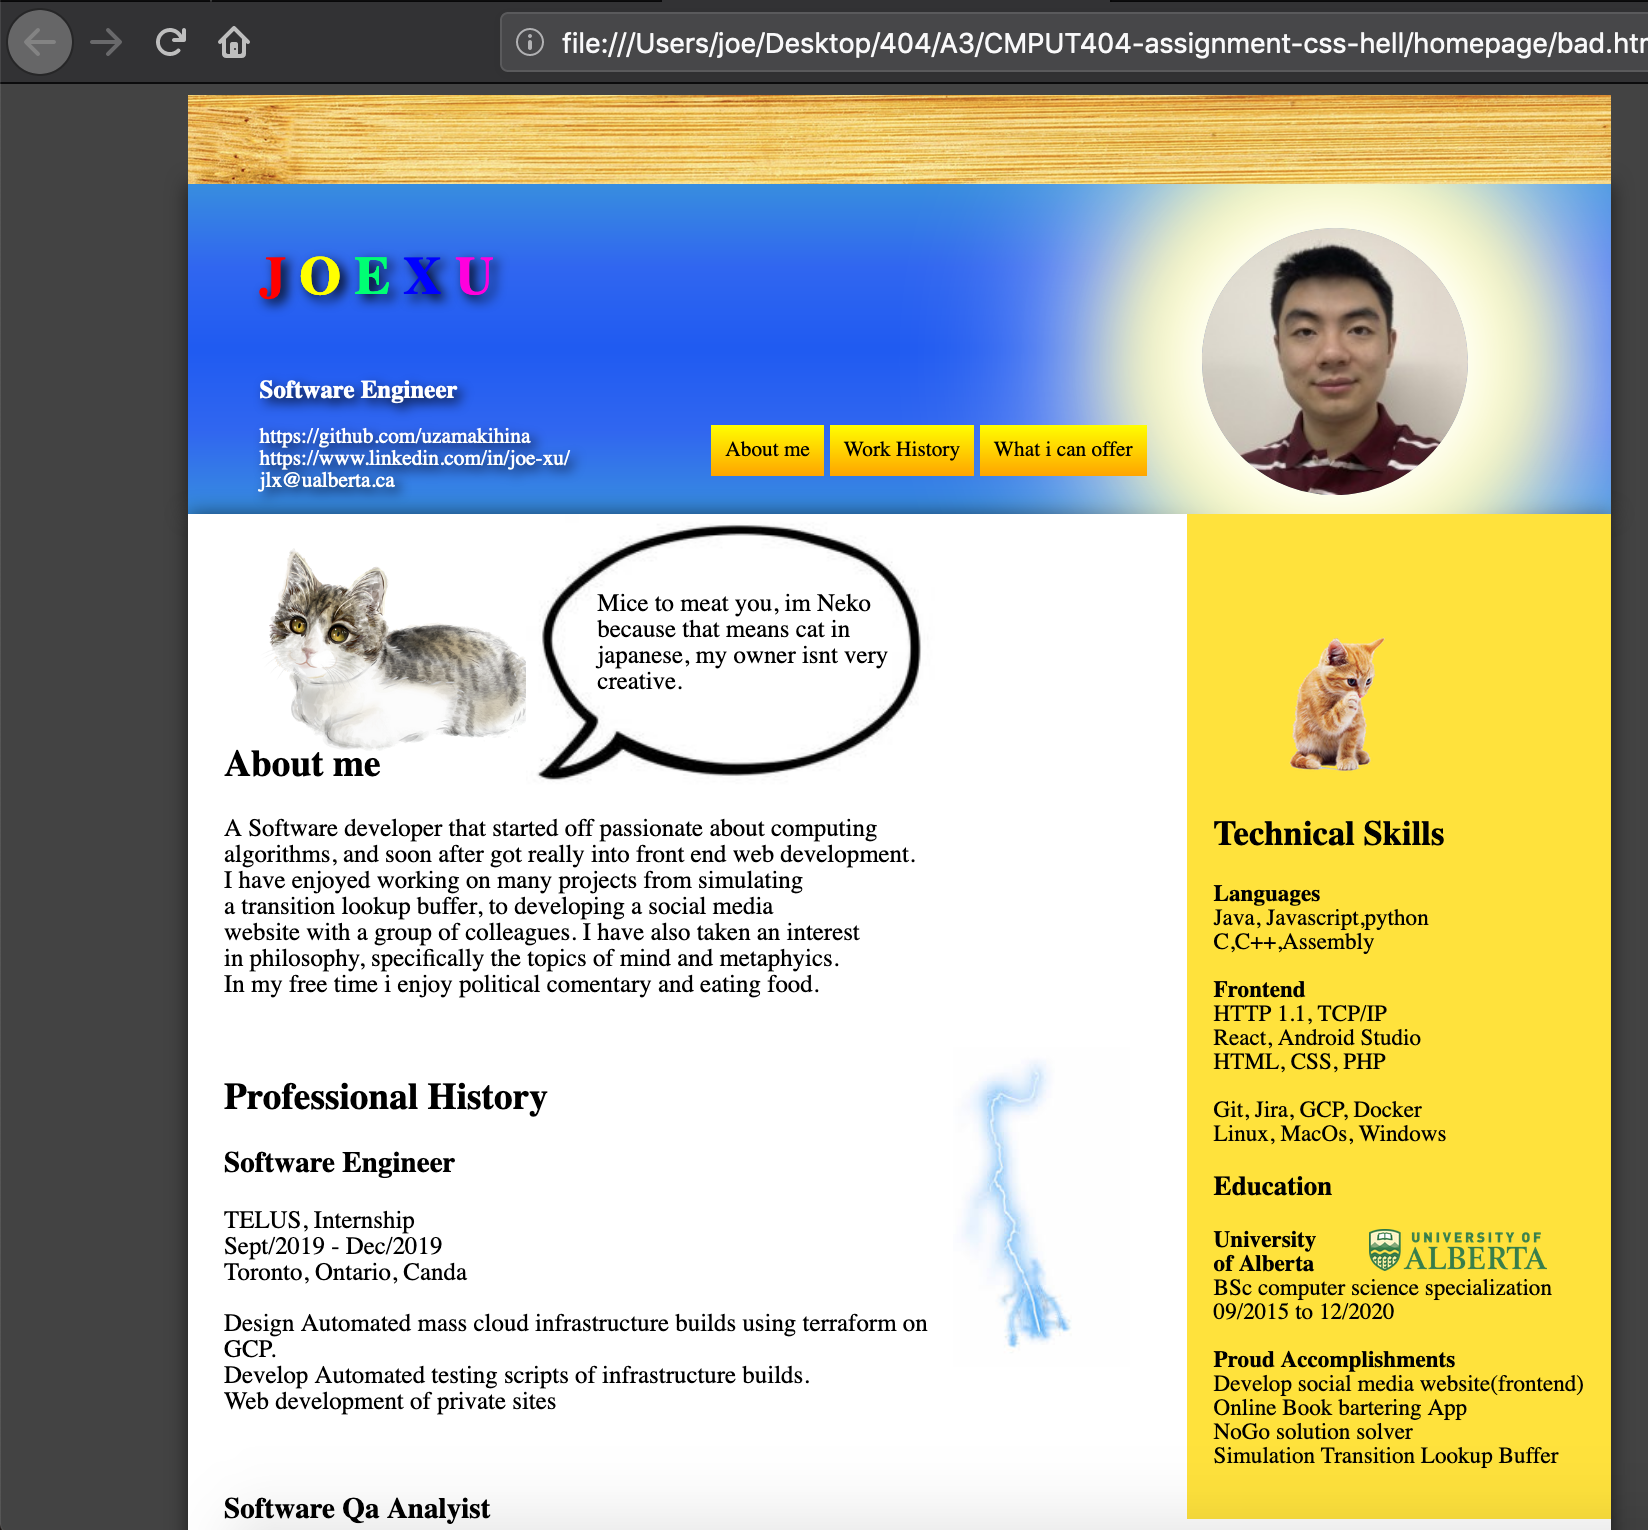 file:///Users/joe/Desktop/404/A3/CMPUT404-assignment-css-hell/homepage/bad.htm
J O E X U
Software Engineer
https://github.com/uzamakihina
https://www.linkedin.com/in/joe-xu/
jlx@ualberta.ca
About me
Work History
What i can offer
Mice to meat you, im Neko
because that means cat in
japanese, my owner isnt very
creative.
About me
A Software developer that started off passionate about computing
algorithms, and soon after got really into front end web development.
I have enjoyed working on many projects from simulating
a transition lookup buffer, to developing a social media
website with a group of colleagues. I have also taken an interest
in philosophy, specifically the topics of mind and metaphyics.
In my free time i enjoy political comentary and eating food.
Professional History
Software Engineer
TELUS, Internship
Sept/2019 - Dec/2019
Toronto, Ontario, Canda
Design Automated mass cloud infrastructure builds using terraform on
GCP.
Develop Automated testing scripts of infrastructure builds.
Web development of private sites
Software Qa Analyist
Technical Skills
Languages
Java, Javascript,python
C,C++,Assembly
Frontend
HTTP 1.1, TCP/IP
React, Android Studio
HTML, CSS, PHP
Git, Jira, GCP, Docker
Linux, MacOs, Windows
Education
University
of Alberta
UNIVERSITY OF
ALBERTA
BSc computer science specialization
09/2015 to 12/2020
Proud Accomplishments
Develop social media website(frontend)
Online Book bartering App
NoGo solution solver
Simulation Transition Lookup Buffer